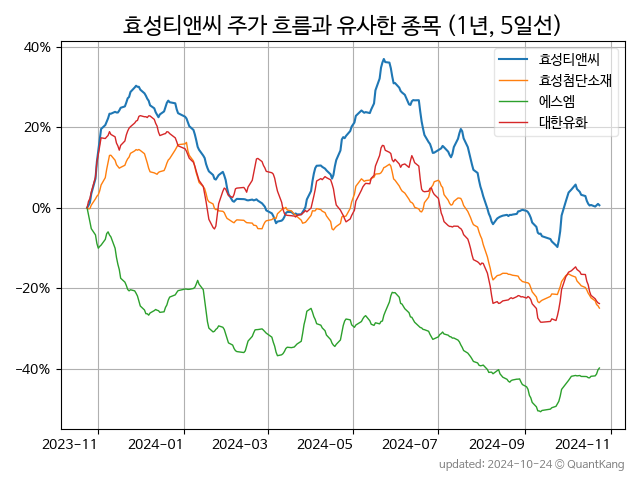 효성티앤씨 주가 흐름과 유사한 종목 (1년, 5일선)
40%
20%
0%
−20%
−40%
효성티앤씨
효성첨단소재
에스엠
대한유화
2023-11
2024-01
2024-03
2024-05
2024-07
2024-09
2024-11
updated: 2024-10-24 © QuantKang